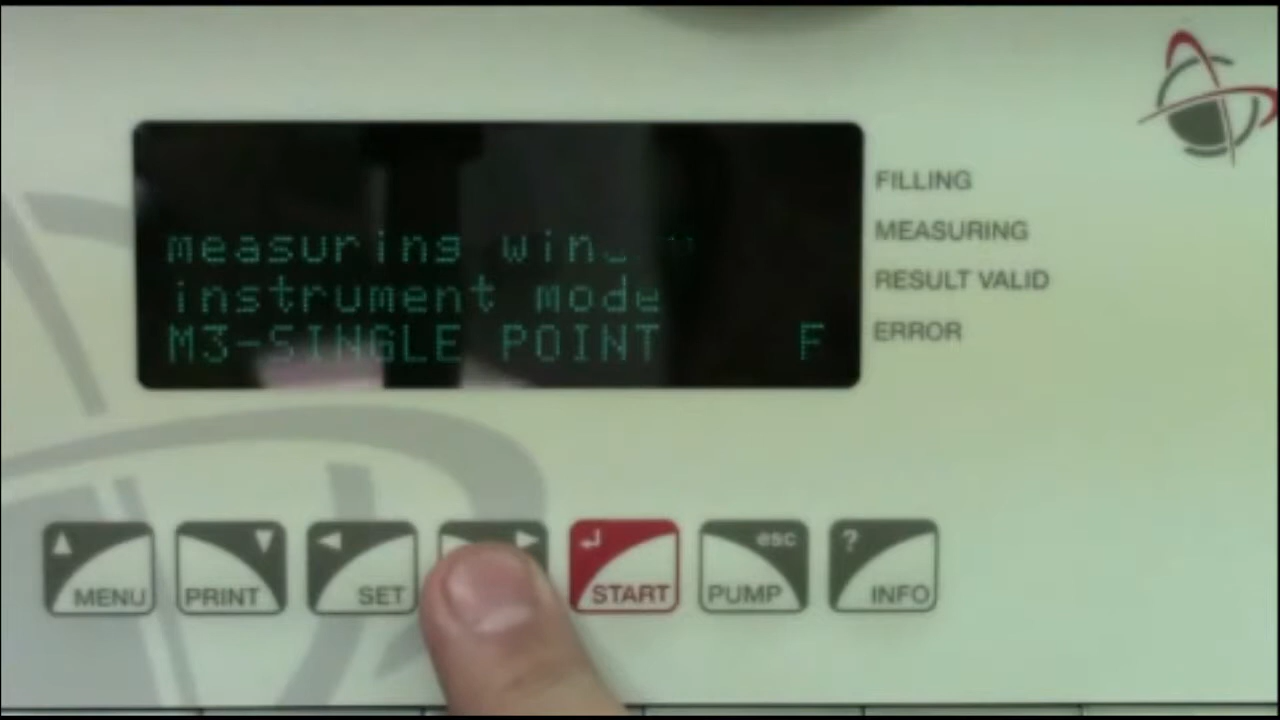 FILLING
measuring
MEASURING
instrument mode
RESULT VALID
M3-SINGLE POINT F
ERROR
MENU
PRINT
SET
START
esc
PUMP
?
INFO